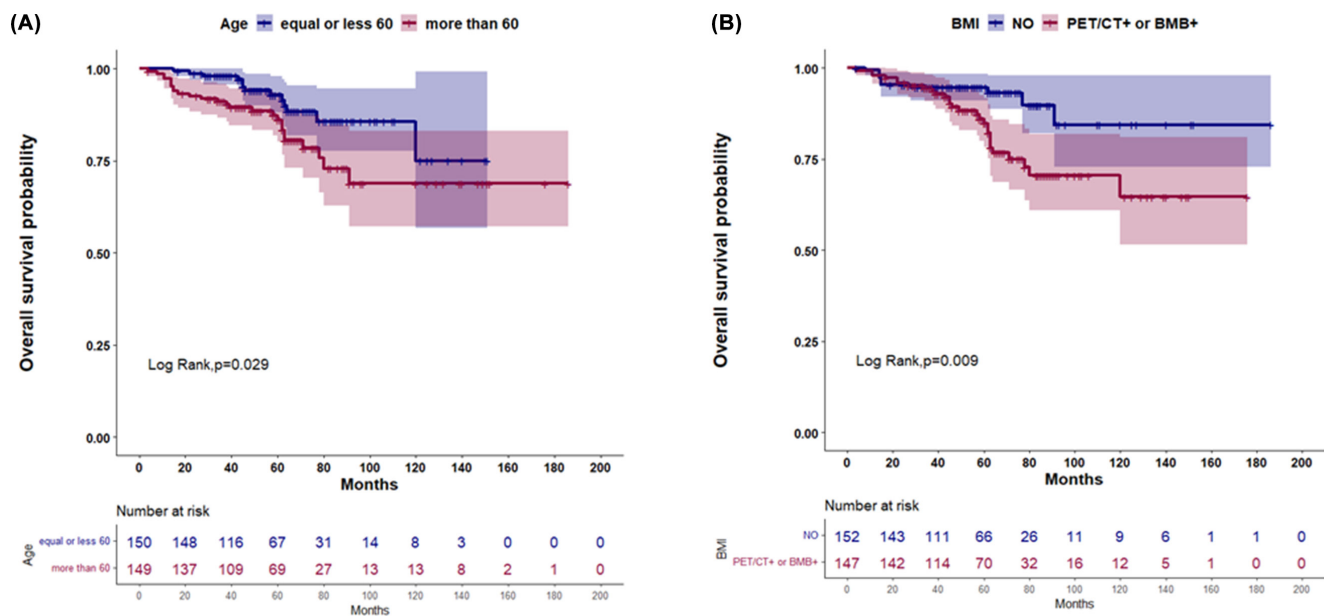 (A)
Age equal or less 60 more than 60
Overall survival probability
1.00
0.75
0.50
0.25
0.00
Log Rank,p=0.029
0 20 40 60 80 100 120 140 160 180 200
Months
Number at risk
Age
equal or less 60 150 148 116 67 31 14 8 3 0 0 0
more than 60 149 137 109 69 27 13 13 8 2 1 0
0 20 40 60 80 100 120 140 160 180 200
Months
(B)
BMI NO PET/CT+ or BMB+
Overall survival probability
1.00
0.75
0.50
0.25
0.00
Log Rank,p=0.009
0 20 40 60 80 100 120 140 160 180 200
Months
Number at risk
BMI
NO 152 143 111 66 26 11 9 6 1 1 0
PET/CT+ or BMB+ 147 142 114 70 32 16 12 5 1 0 0
0 20 40 60 80 100 120 140 160 180 200
Months